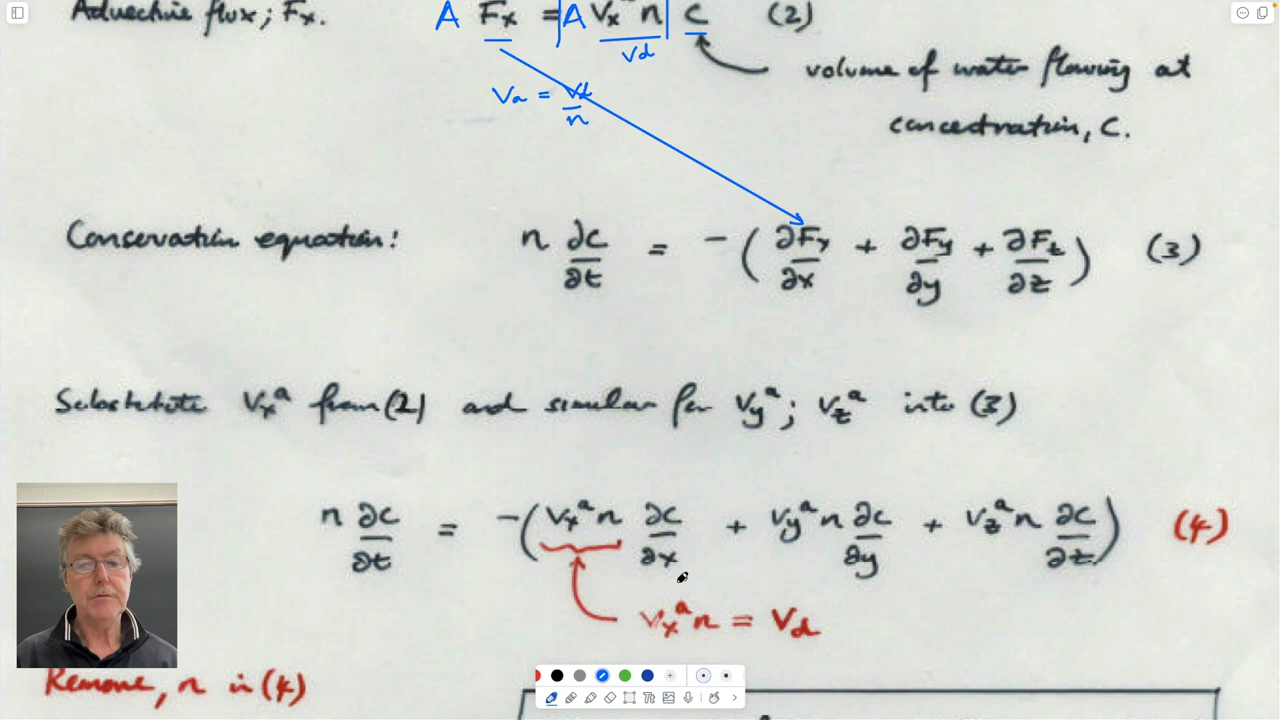 Advective flux; Fx. A Fx = |A Vx^a n| C (2)
Vd
Va = Vd/n
volume of water flowing at
concentration, C.
Conservation equation: n ∂C/∂t = -(∂Fx/∂x + ∂Fy/∂y + ∂Fz/∂z) (3)
Substitute Vx^a from (2) and similar for Vy^a; Vz^a into (3)
n ∂C/∂t = -(Vx^a n ∂C/∂x + Vy^a n ∂C/∂y + Vz^a n ∂C/∂z) (4)
Vx^a n = Vd
Remove, n in (4)